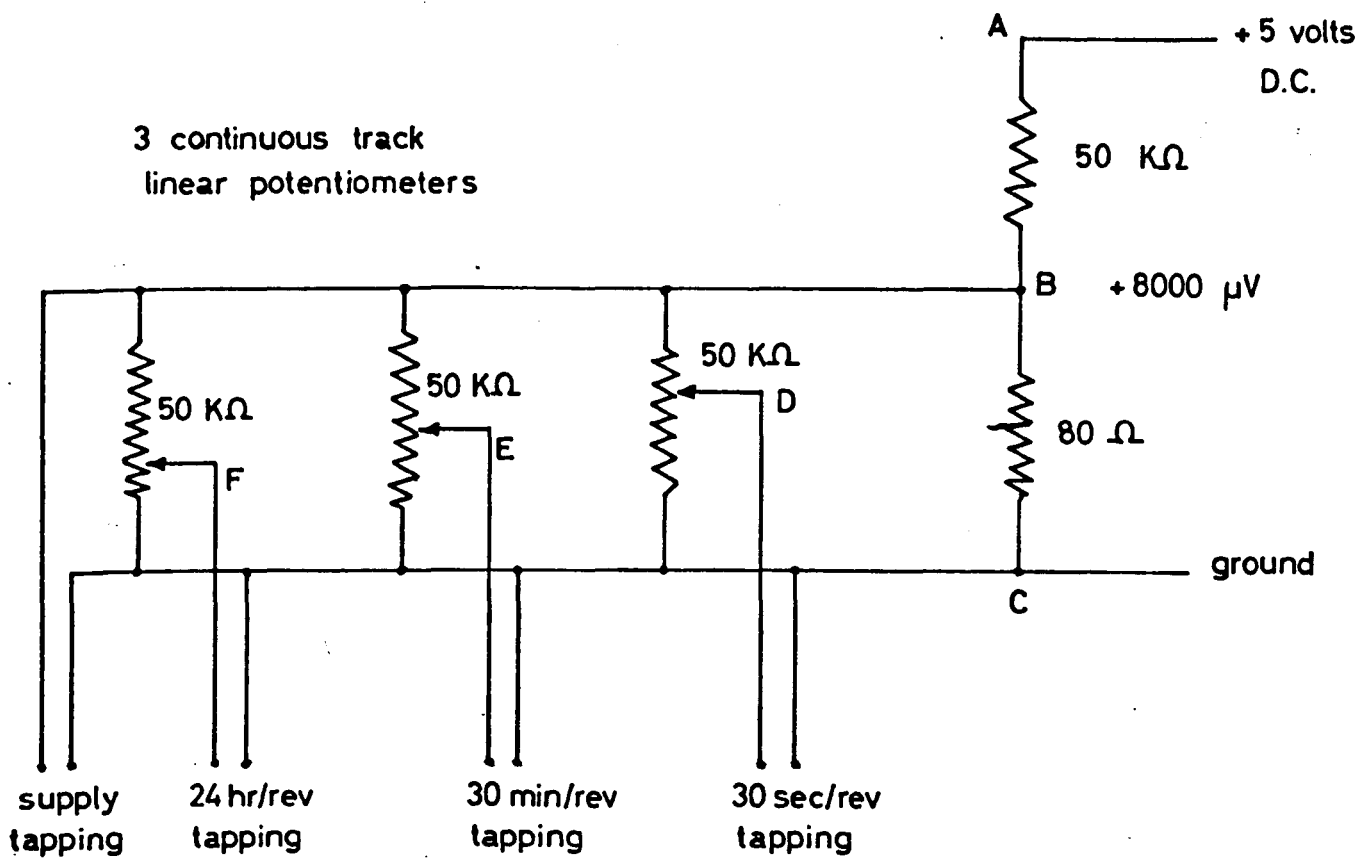 A
+ 5 volts
D.C.
3 continuous track
linear potentiometers
50 KΩ
B
+ 8000 µV
50 KΩ
50 KΩ
50 KΩ
D
E
F
80 Ω
ground
C
supply
tapping
24 hr/rev
tapping
30 min/rev
tapping
30 sec/rev
tapping